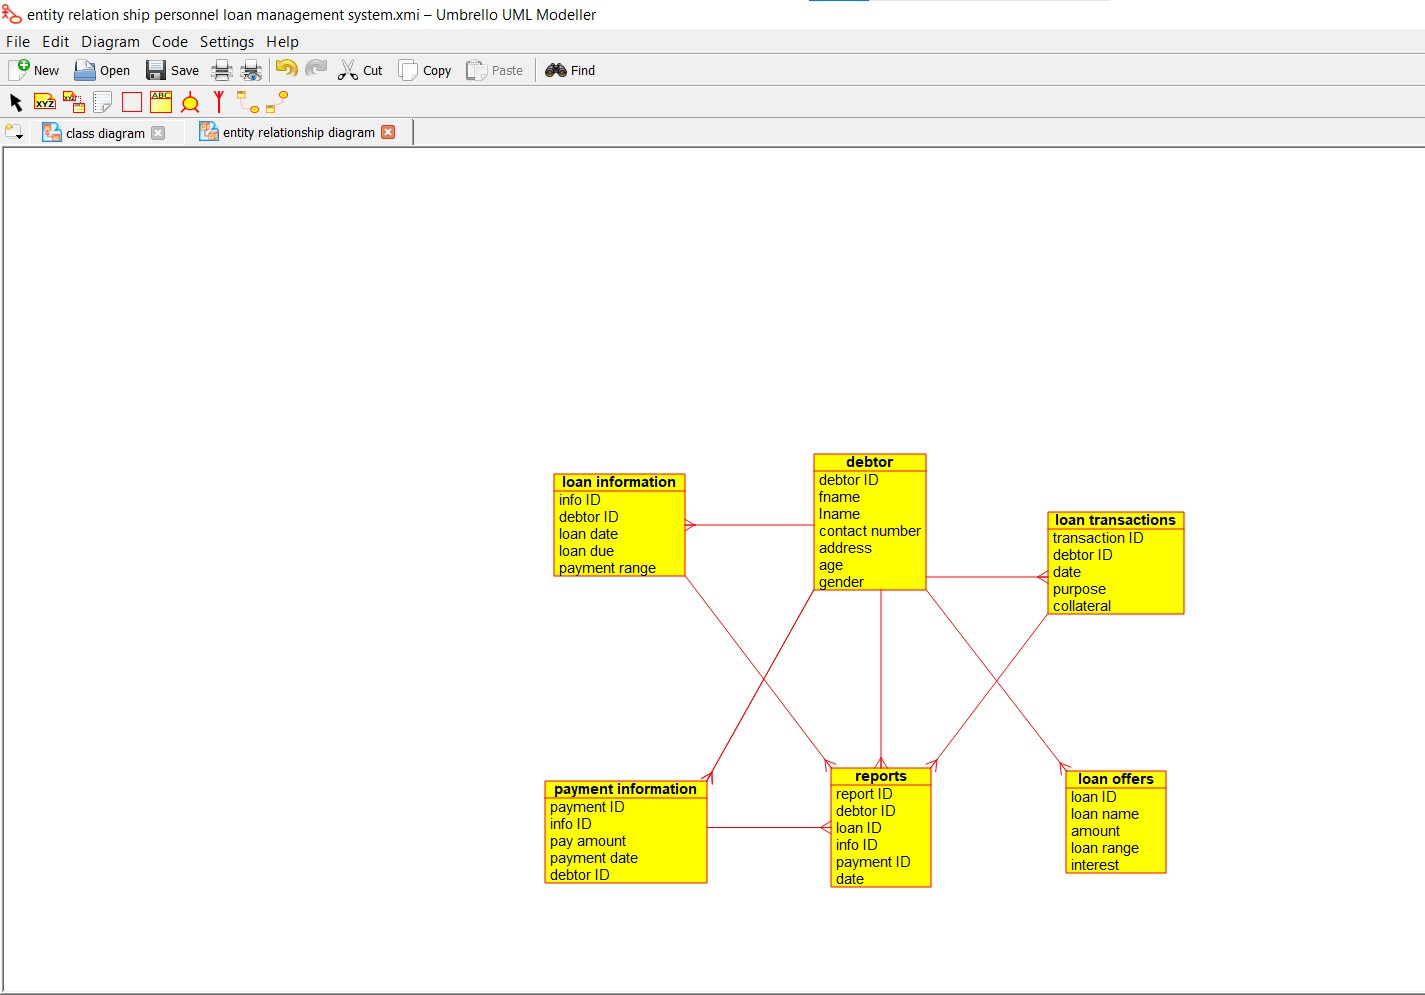 entity relation ship personnel loan management system.xmi – Umbrello UML Modeller
File Edit Diagram Code Settings Help
New Open Save Cut Copy Paste Find
XYZ XYZ ABC
class diagram entity relationship diagram
loan information
info ID
debtor ID
loan date
loan due
payment range
debtor
debtor ID
fname
lname
contact number
address
age
gender
loan transactions
transaction ID
debtor ID
date
purpose
collateral
payment information
payment ID
info ID
pay amount
payment date
debtor ID
reports
report ID
debtor ID
loan ID
info ID
payment ID
date
loan offers
loan ID
loan name
amount
loan range
interest